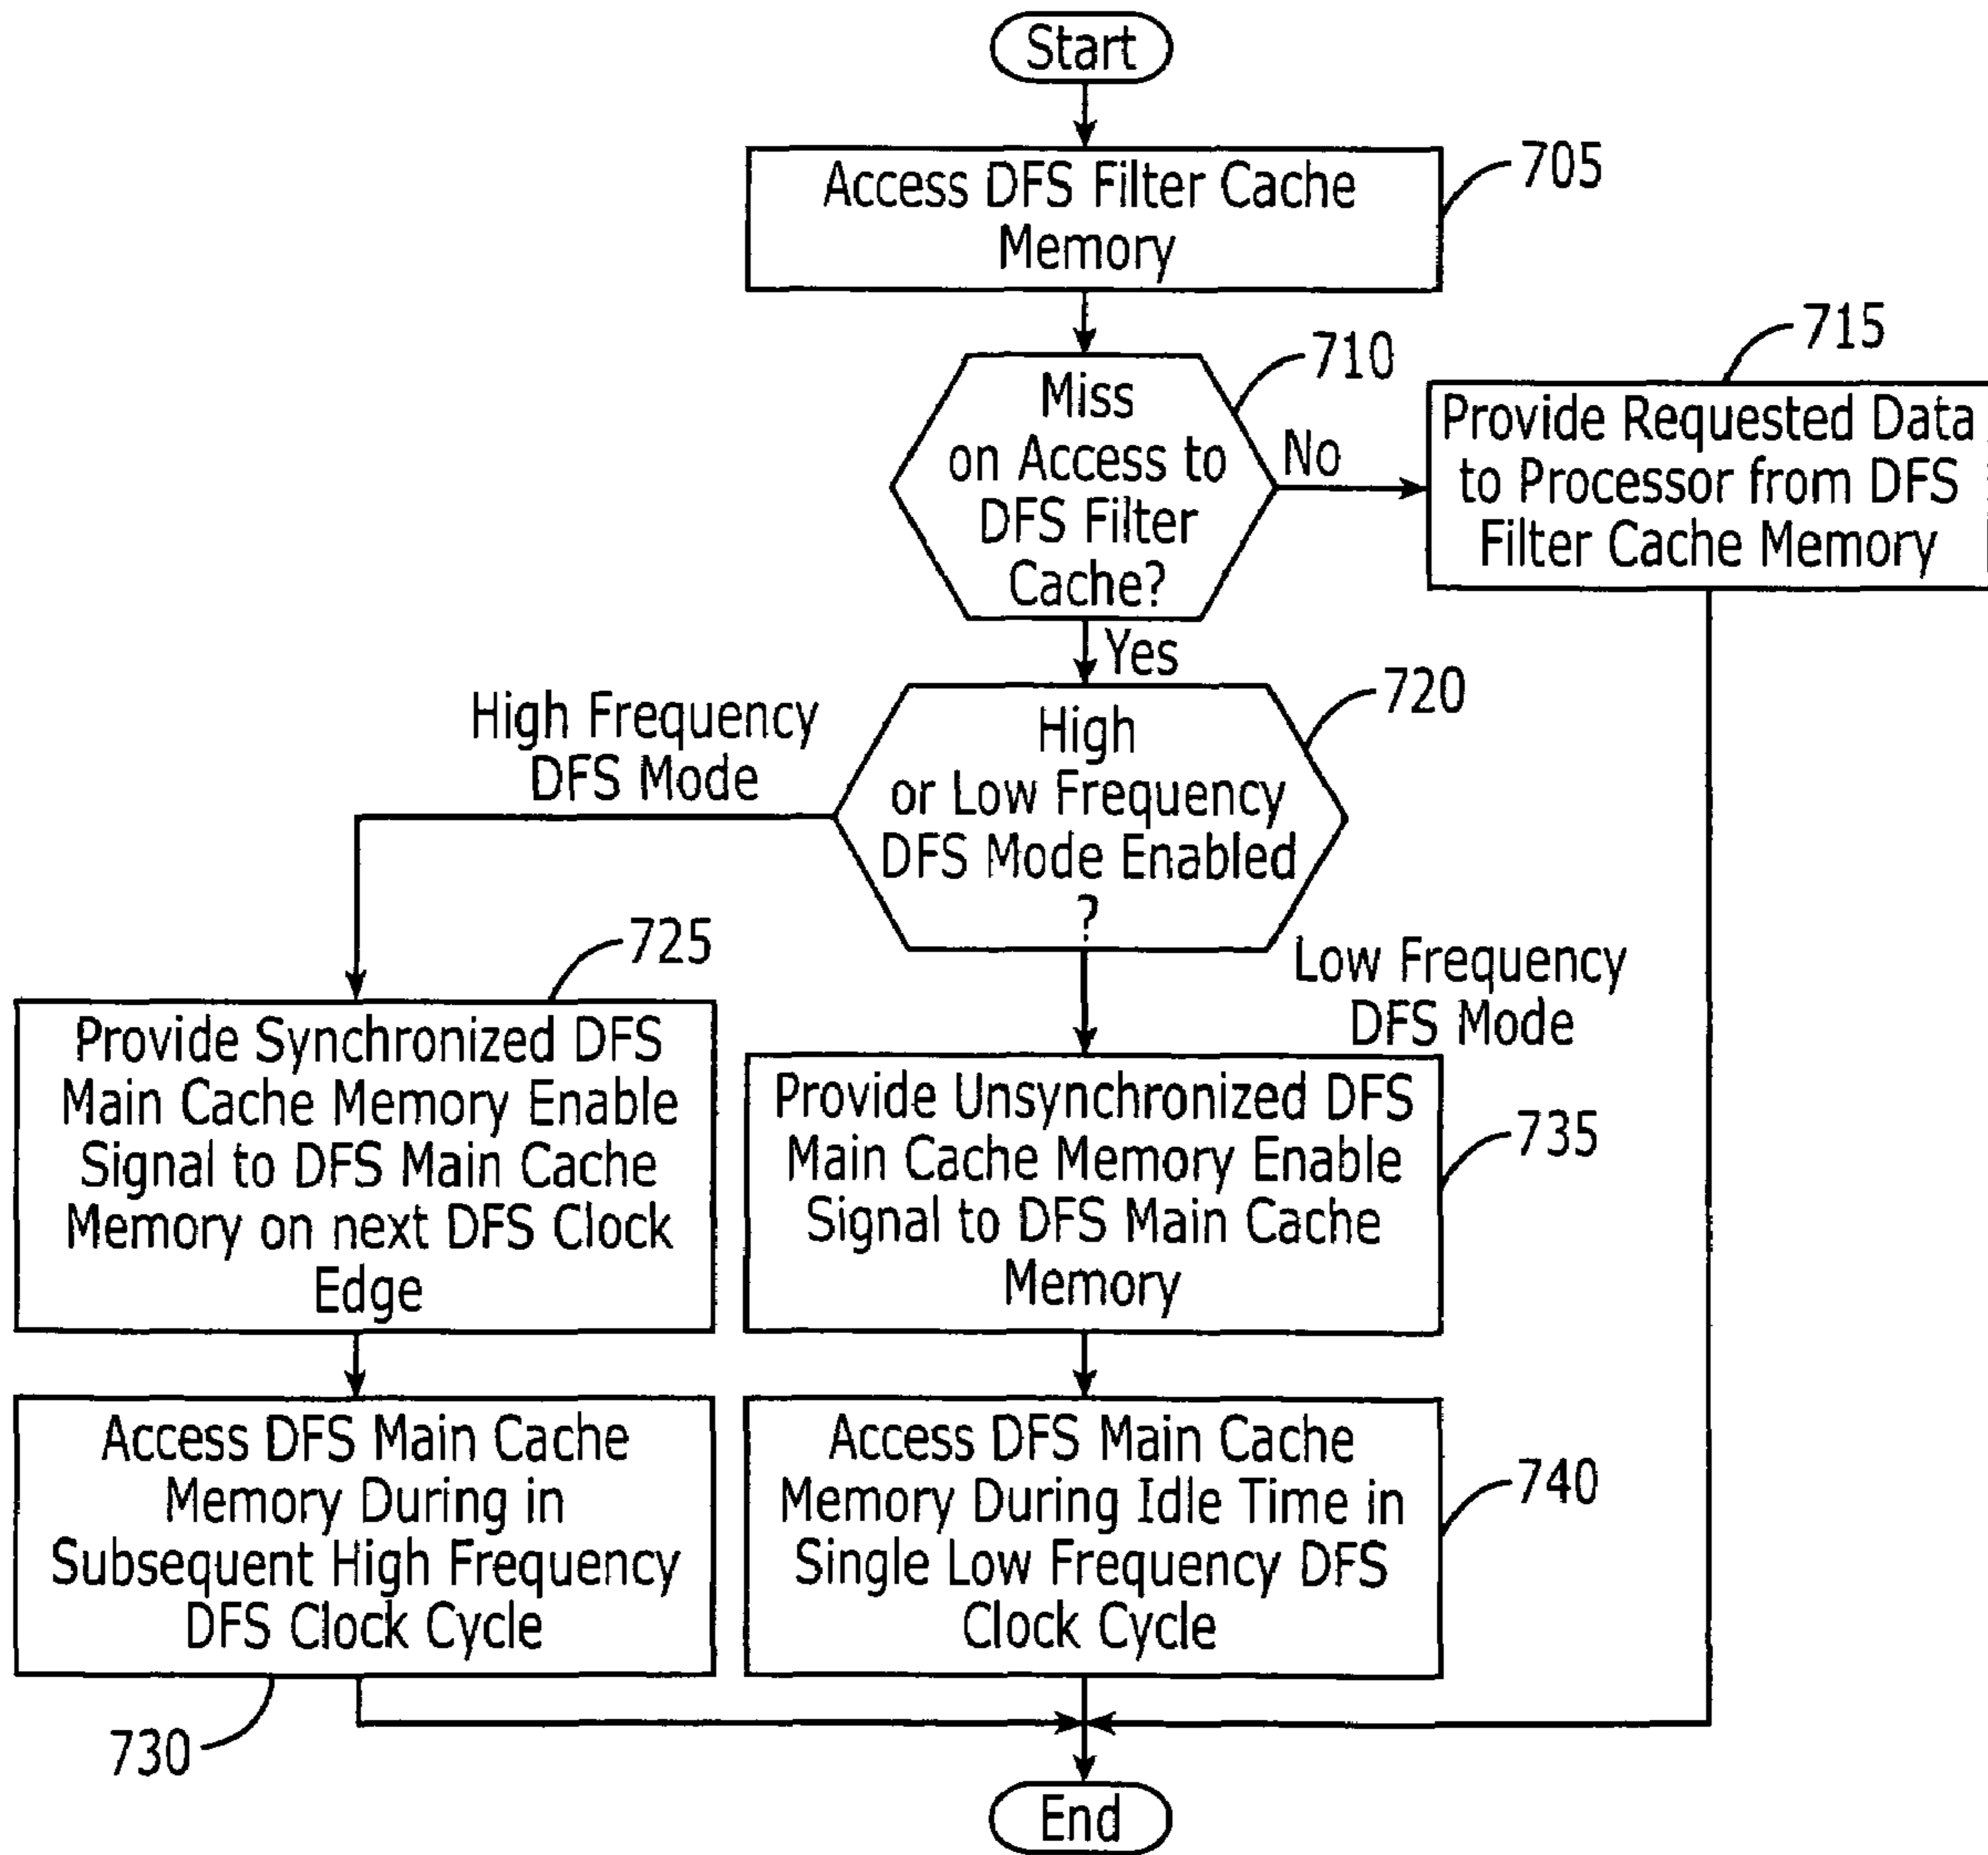 Start
Access DFS Filter Cache
Memory
705
Miss
on Access to
DFS Filter
Cache?
710
No
Provide Requested Data
to Processor from DFS
Filter Cache Memory
715
Yes
High
or Low Frequency
DFS Mode Enabled
?
720
High Frequency
DFS Mode
Low Frequency
DFS Mode
Provide Synchronized DFS
Main Cache Memory Enable
Signal to DFS Main Cache
Memory on next DFS Clock
Edge
725
Provide Unsynchronized DFS
Main Cache Memory Enable
Signal to DFS Main Cache
Memory
735
Access DFS Main Cache
Memory During in
Subsequent High Frequency
DFS Clock Cycle
730
Access DFS Main Cache
Memory During Idle Time in
Single Low Frequency DFS
Clock Cycle
740
End